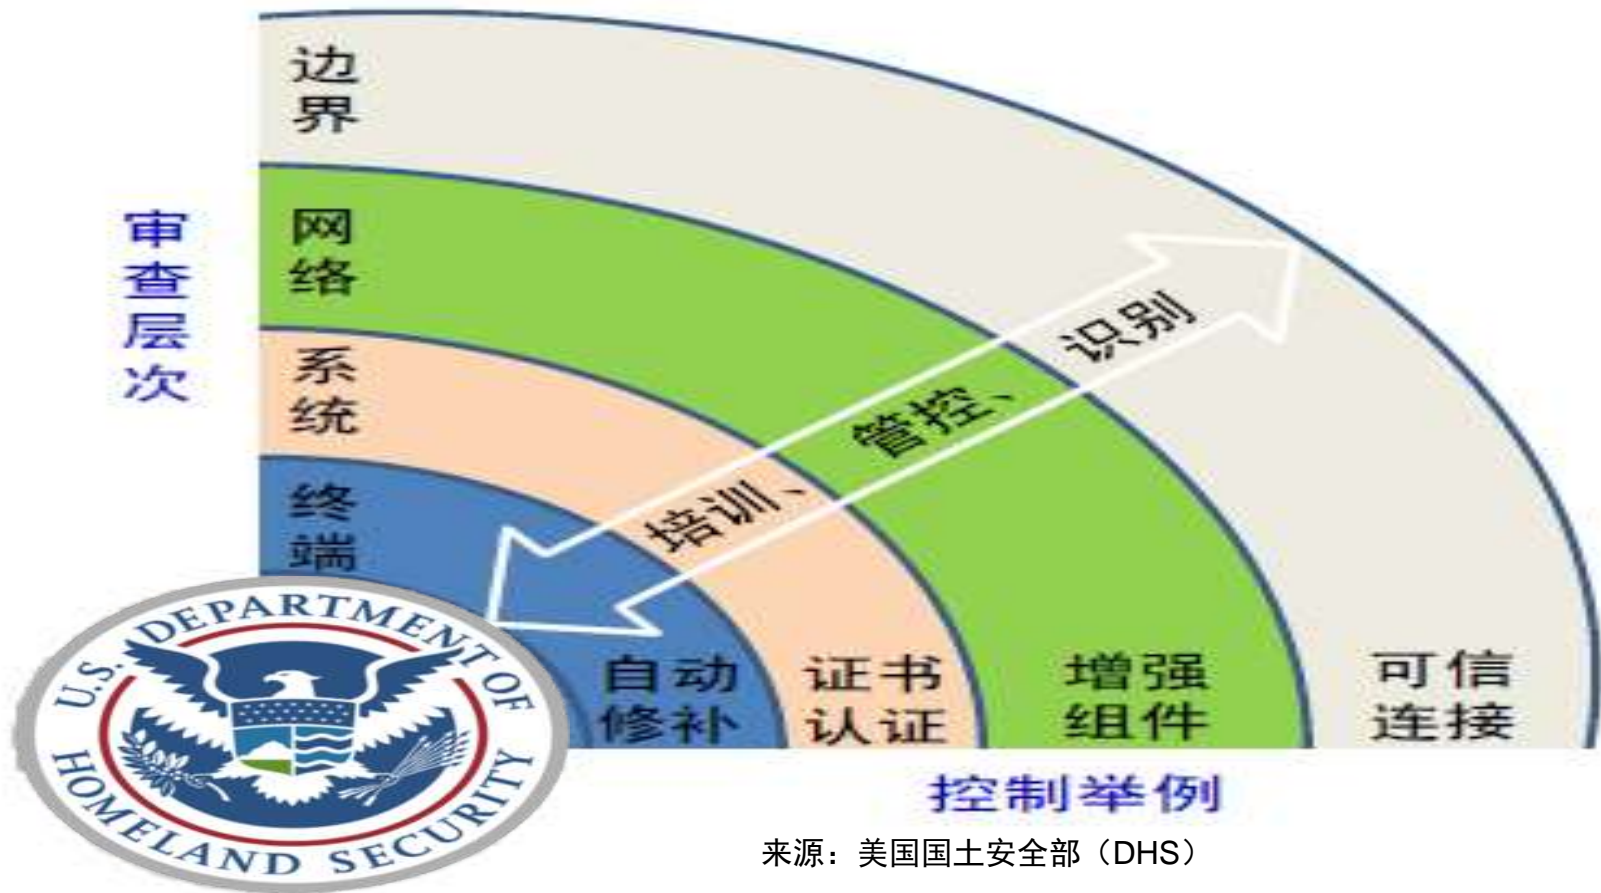 边界
网络
系统
终端
审查层次
识别
管控、
培训、
自动
修补
证书
认证
增强
组件
可信
连接
控制举例
U.S. DEPARTMENT OF
HOMELAND SECURITY
来源：美国国土安全部（DHS）